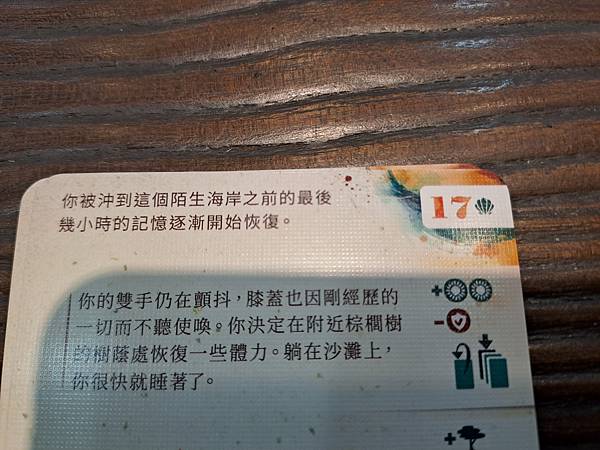 你被沖到這個陌生海岸之前的最後
幾小時的記憶逐漸開始恢復。
17
你的雙手仍在顫抖，膝蓋也因剛經歷的
一切而不聽使喚。你決定在附近棕櫚樹
的樹蔭處恢復一些體力。躺在沙灘上，
你很快就睡著了。
+
-
+